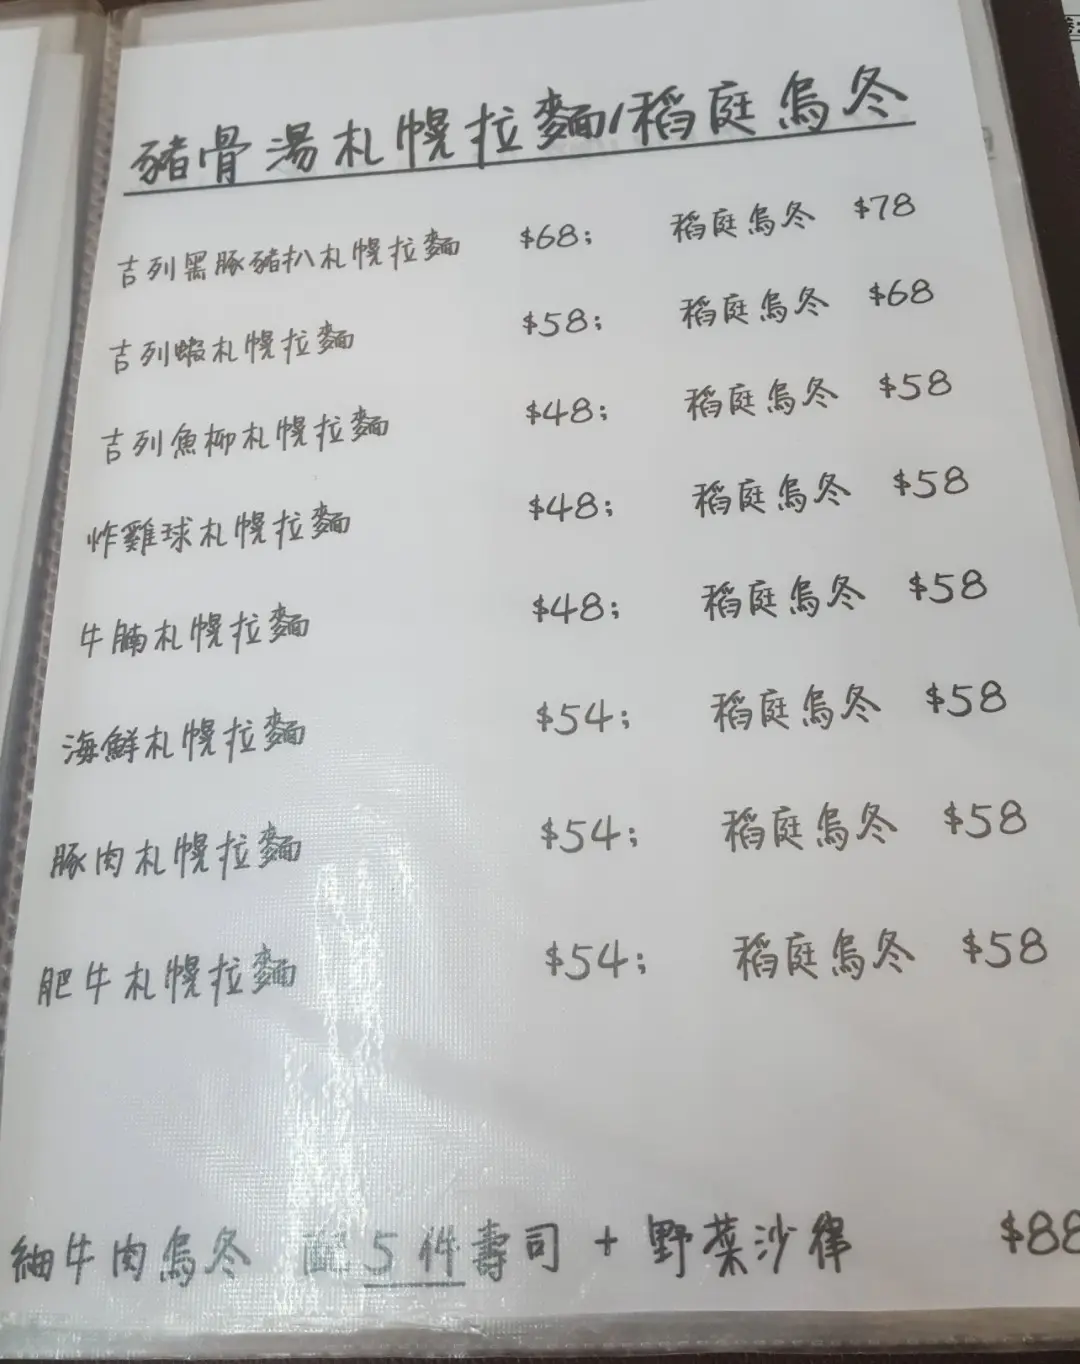 豬骨湯札幌拉麵/稻庭烏冬
吉列黑豚豬扒札幌拉麵 $68; 稻庭烏冬 $78
吉列蝦札幌拉麵 $58; 稻庭烏冬 $68
吉列魚柳札幌拉麵 $48; 稻庭烏冬 $58
炸雞球札幌拉麵 $48; 稻庭烏冬 $58
牛腩札幌拉麵 $48; 稻庭烏冬 $58
海鮮札幌拉麵 $54; 稻庭烏冬 $58
豚肉札幌拉麵 $54; 稻庭烏冬 $58
肥牛札幌拉麵 $54; 稻庭烏冬 $58
細牛肉烏冬 配 5件壽司 + 野菜沙律 $88